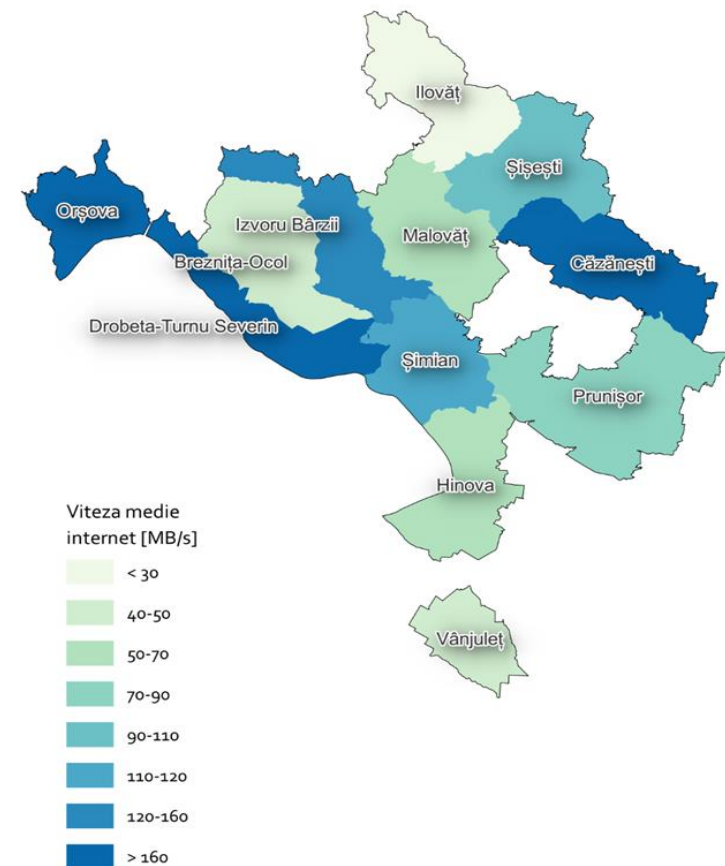 Ilovăț
Șișești
Orșova
Izvoru Bârzii
Malovăț
Breznița-Ocol
Căzănești
Drobeta-Turnu Severin
Șimian
Prunișor
Hinova
Vânjuleț
Viteza medie
internet [MB/s]
< 30
40-50
50-70
70-90
90-110
110-120
120-160
> 160